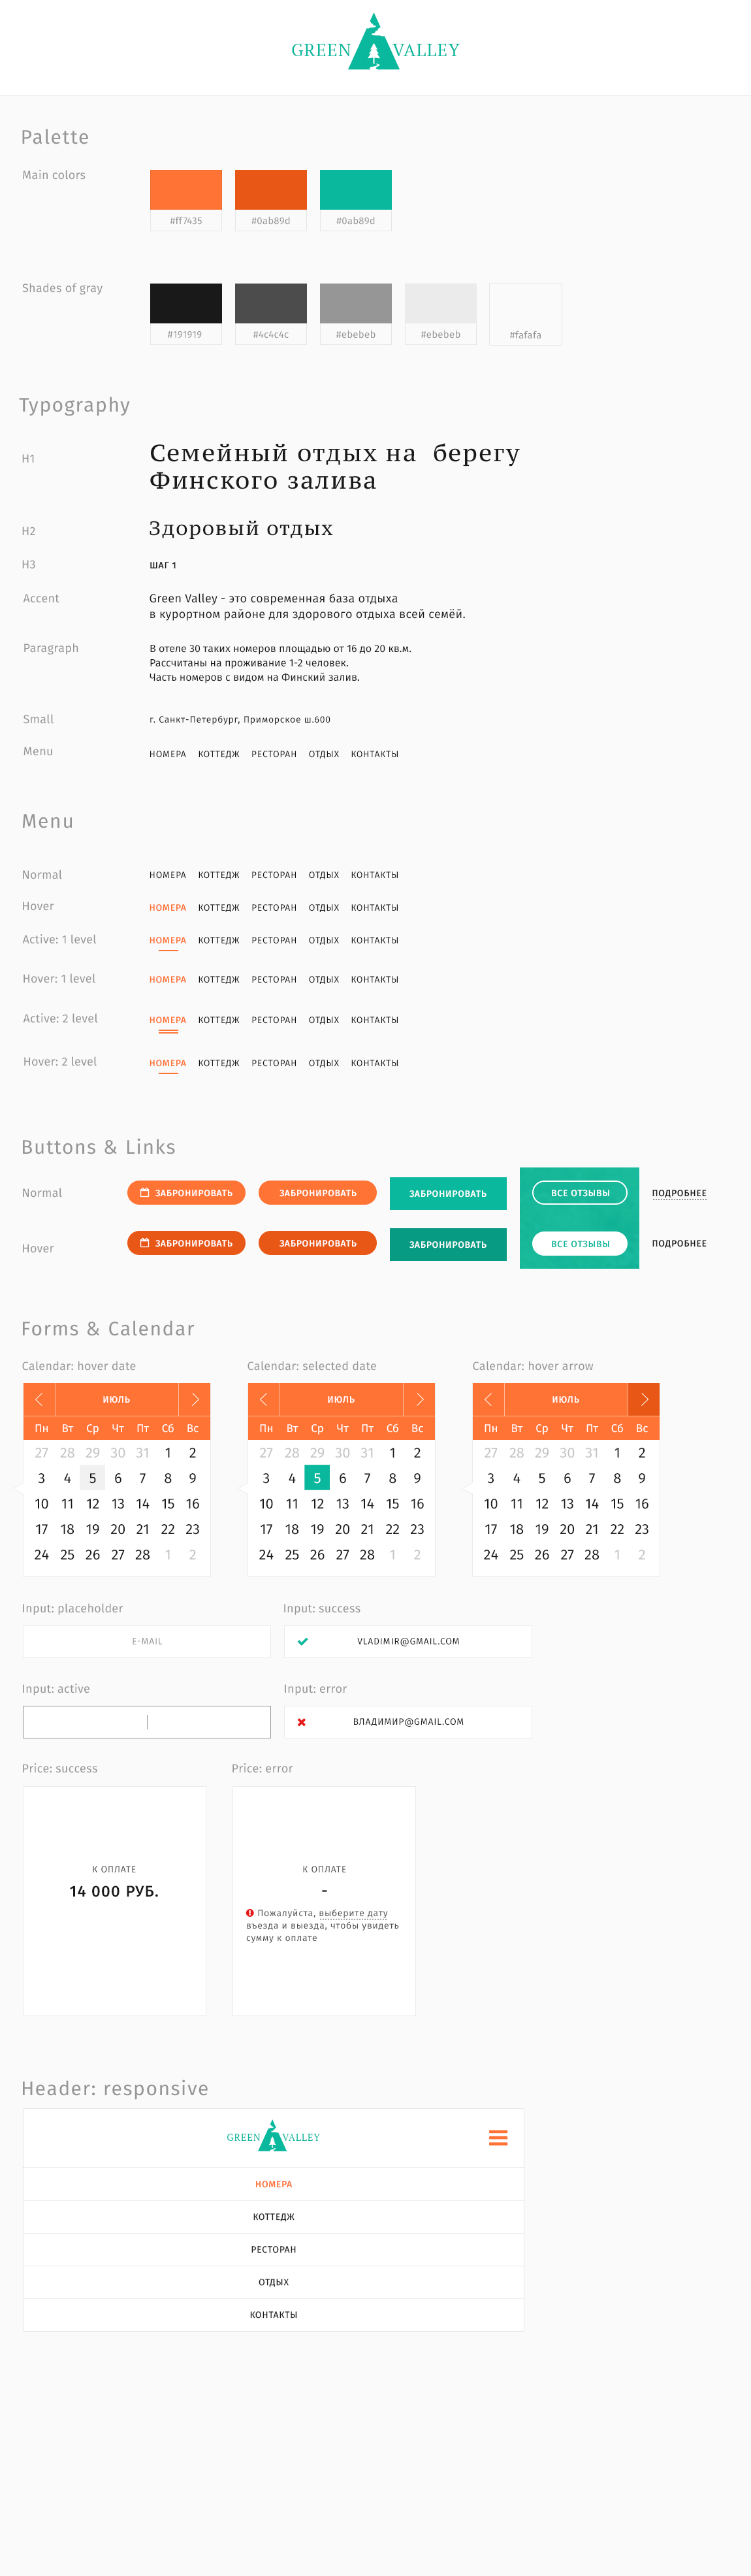 GREEN VALLEY
Palette
Main colors
#ff7435 #0ab89d #0ab89d
Shades of gray
#191919 #4c4c4c #ebebeb #ebebeb #fafafa
Typography
H1
Семейный отдых на берегу
Финского залива
H2
Здоровый отдых
H3
ШАГ 1
Accent
Green Valley - это современная база отдыха
в курортном районе для здорового отдыха всей семёй.
Paragraph
В отеле 30 таких номеров площадью от 16 до 20 кв.м.
Рассчитаны на проживание 1-2 человек.
Часть номеров с видом на Финский залив.
Small
г. Санкт-Петербург, Приморское ш.600
Menu
НОМЕРА КОТТЕДЖ РЕСТОРАН ОТДЫХ КОНТАКТЫ
Menu
Normal
НОМЕРА КОТТЕДЖ РЕСТОРАН ОТДЫХ КОНТАКТЫ
Hover
НОМЕРА КОТТЕДЖ РЕСТОРАН ОТДЫХ КОНТАКТЫ
Active: 1 level
НОМЕРА КОТТЕДЖ РЕСТОРАН ОТДЫХ КОНТАКТЫ
Hover: 1 level
НОМЕРА КОТТЕДЖ РЕСТОРАН ОТДЫХ КОНТАКТЫ
Active: 2 level
НОМЕРА КОТТЕДЖ РЕСТОРАН ОТДЫХ КОНТАКТЫ
Hover: 2 level
НОМЕРА КОТТЕДЖ РЕСТОРАН ОТДЫХ КОНТАКТЫ
Buttons & Links
Normal
ЗАБРОНИРОВАТЬ ЗАБРОНИРОВАТЬ ЗАБРОНИРОВАТЬ ВСЕ ОТЗЫВЫ ПОДРОБНЕЕ
Hover
ЗАБРОНИРОВАТЬ ЗАБРОНИРОВАТЬ ЗАБРОНИРОВАТЬ ВСЕ ОТЗЫВЫ ПОДРОБНЕЕ
Forms & Calendar
Calendar: hover date
ИЮЛЬ
Пн Вт Ср Чт Пт Сб Вс
27 28 29 30 31 1 2
3 4 5 6 7 8 9
10 11 12 13 14 15 16
17 18 19 20 21 22 23
24 25 26 27 28 1 2
Calendar: selected date
ИЮЛЬ
Пн Вт Ср Чт Пт Сб Вс
27 28 29 30 31 1 2
3 4 5 6 7 8 9
10 11 12 13 14 15 16
17 18 19 20 21 22 23
24 25 26 27 28 1 2
Calendar: hover arrow
ИЮЛЬ
Пн Вт Ср Чт Пт Сб Вс
27 28 29 30 31 1 2
3 4 5 6 7 8 9
10 11 12 13 14 15 16
17 18 19 20 21 22 23
24 25 26 27 28 1 2
Input: placeholder
E-MAIL
Input: success
VLADIMIR@GMAIL.COM
Input: active
Input: error
ВЛАДИМИР@GMAIL.COM
Price: success
К ОПЛАТЕ
14 000 РУБ.
Price: error
К ОПЛАТЕ
-
Пожалуйста, выберите дату
въезда и выезда, чтобы увидеть
сумму к оплате
Header: responsive
GREEN VALLEY
НОМЕРА
КОТТЕДЖ
РЕСТОРАН
ОТДЫХ
КОНТАКТЫ